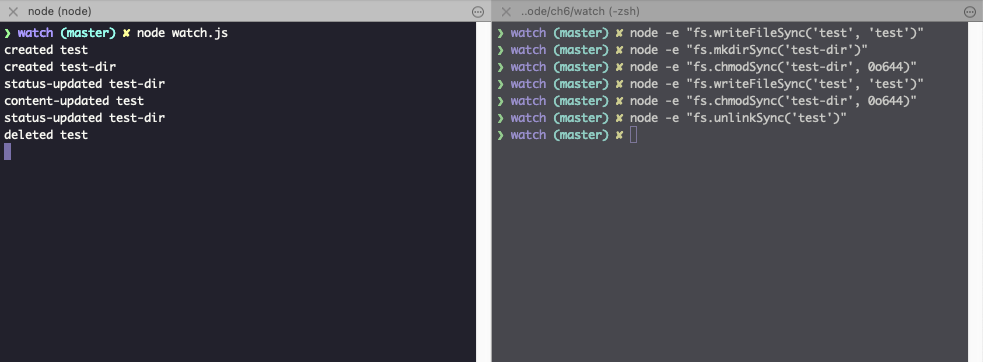 node (node)
❯ watch (master) ✘ node watch.js
created test
created test-dir
status-updated test-dir
content-updated test
status-updated test-dir
deleted test
..ode/ch6/watch (-zsh)
❯ watch (master) ✘ node -e "fs.writeFileSync('test', 'test')"
❯ watch (master) ✘ node -e "fs.mkdirSync('test-dir')"
❯ watch (master) ✘ node -e "fs.chmodSync('test-dir', 0o644)"
❯ watch (master) ✘ node -e "fs.writeFileSync('test', 'test')"
❯ watch (master) ✘ node -e "fs.chmodSync('test-dir', 0o644)"
❯ watch (master) ✘ node -e "fs.unlinkSync('test')"
❯ watch (master) ✘